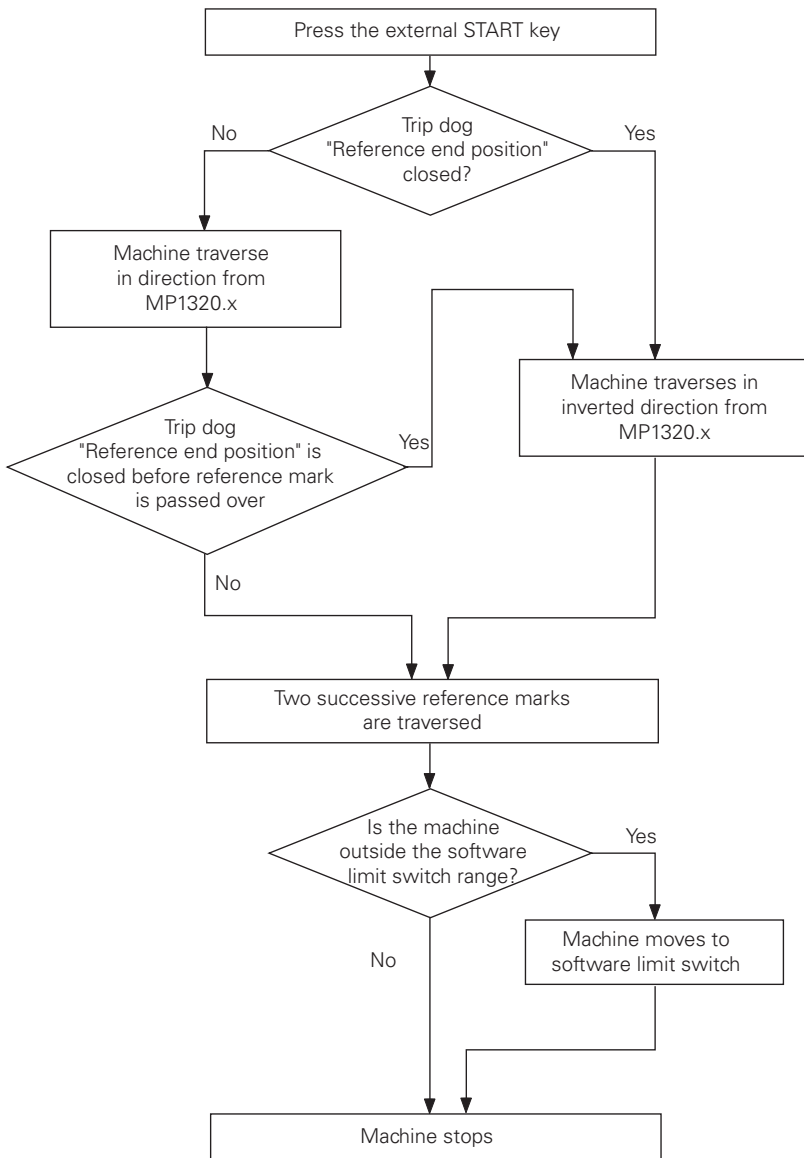 Press the external START key
No
Trip dog
"Reference end position"
closed?
Yes
Machine traverse
in direction from
MP1320.x
Machine traverses in
inverted direction from
MP1320.x
Trip dog
"Reference end position" is
closed before reference mark
is passed over
Yes
No
Two successive reference marks
are traversed
Is the machine
outside the software
limit switch range?
Yes
No
Machine moves to
software limit switch
Machine stops